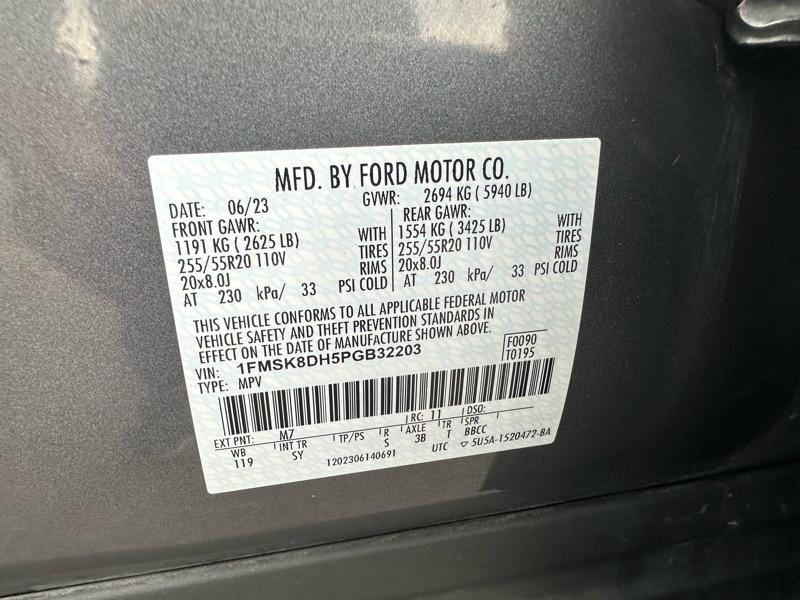 MFD. BY FORD MOTOR CO.
DATE: 06/23 GVWR: 2694 KG ( 5940 LB)
FRONT GAWR: REAR GAWR:
1191 KG ( 2625 LB) WITH 1554 KG ( 3425 LB) WITH
255/55R20 110V TIRES 255/55R20 110V TIRES
20x8.0J RIMS 20x8.0J RIMS
AT 230 kPa/ 33 PSI COLD AT 230 kPa/ 33 PSI COLD
THIS VEHICLE CONFORMS TO ALL APPLICABLE FEDERAL MOTOR
VEHICLE SAFETY AND THEFT PREVENTION STANDARDS IN
EFFECT ON THE DATE OF MANUFACTURE SHOWN ABOVE.
VIN: 1FMSK8DH5PGB32203 F0090
TYPE: MPV T0195
EXT PNT: M7 RC: 11 DSO:
WB INT TR TP/PS R AXLE TR SPR
119 SY S 3B T BBCC
1202306140691 UTC ▽ 5U5A-1520472-BA